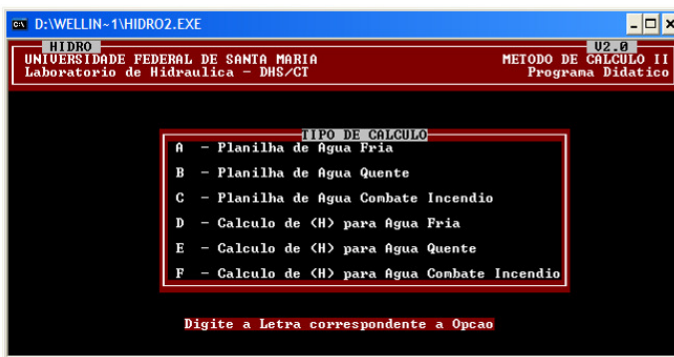 D:\WELLIN~1\HIDRO2.EXE
HIDRO V2.0
UNIVERSIDADE FEDERAL DE SANTA MARIA METODO DE CALCULO II
Laboratorio de Hidraulica - DHS/CT Programa Didatico
TIPO DE CALCULO
A - Planilha de Agua Fria
B - Planilha de Agua Quente
C - Planilha de Agua Combate Incendio
D - Calculo de <H> para Agua Fria
E - Calculo de <H> para Agua Quente
F - Calculo de <H> para Agua Combate Incendio
Digite a Letra correspondente a Opcao